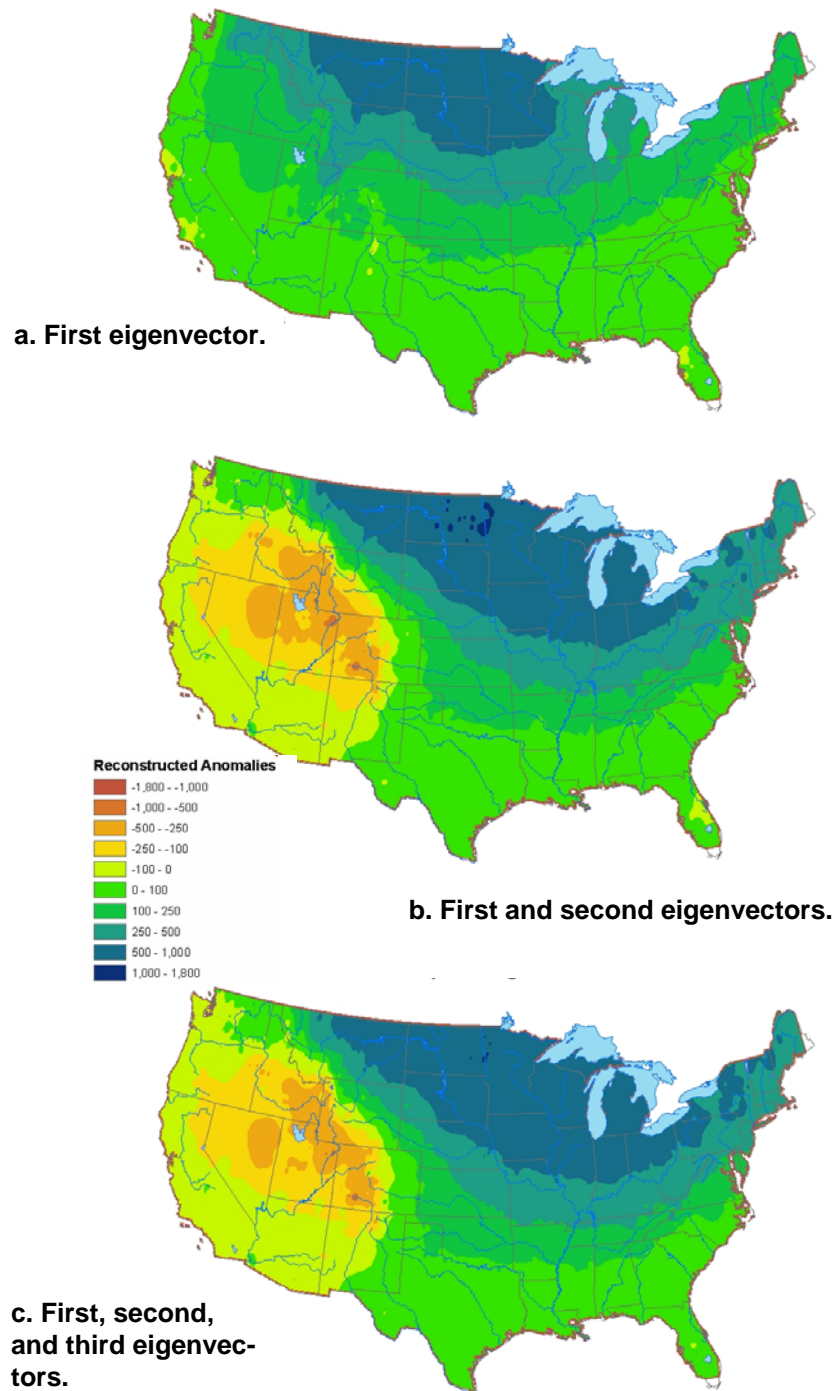 a. First eigenvector.
Reconstructed Anomalies
-1,800 - -1,000
-1,000 - -500
-500 - -250
-250 - -100
-100 - 0
0 - 100
100 - 250
250 - 500
500 - 1,000
1,000 - 1,800
b. First and second eigenvectors.
c. First, second,
and third eigenvec-
tors.